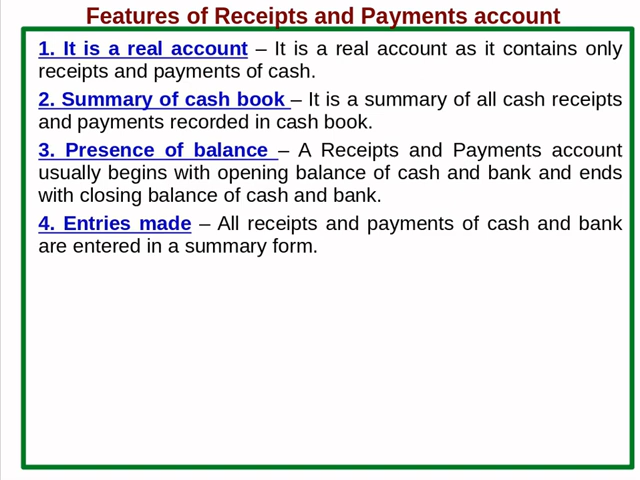 Features of Receipts and Payments account
1. It is a real account – It is a real account as it contains only
receipts and payments of cash.
2. Summary of cash book – It is a summary of all cash receipts
and payments recorded in cash book.
3. Presence of balance – A Receipts and Payments account
usually begins with opening balance of cash and bank and ends
with closing balance of cash and bank.
4. Entries made – All receipts and payments of cash and bank
are entered in a summary form.